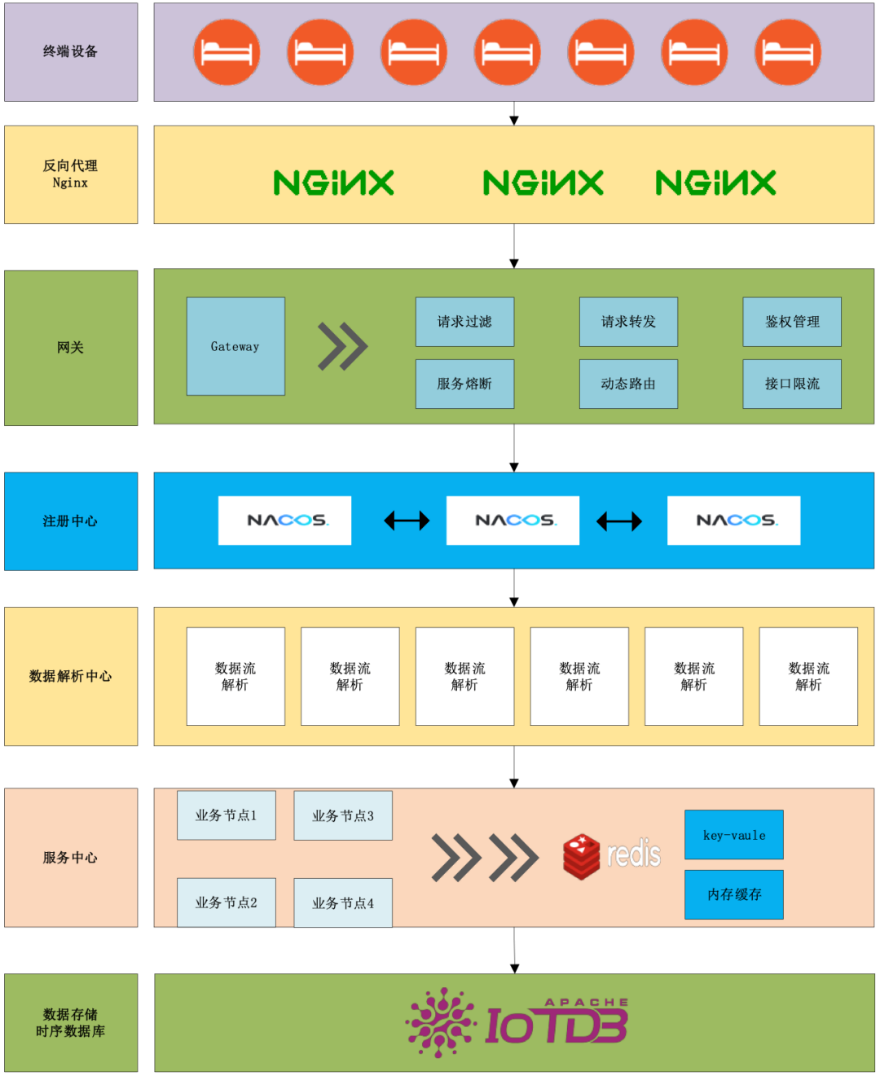 终端设备
反向代理
Nginx
NGiNX NGiNX NGiNX
网关
Gateway
请求过滤 请求转发 鉴权管理
服务熔断 动态路由 接口限流
注册中心
NACOS. NACOS. NACOS.
数据解析中心
数据流 数据流 数据流 数据流 数据流 数据流
解析 解析 解析 解析 解析 解析
服务中心
业务节点1 业务节点3
业务节点2 业务节点4
redis
key-vaule
内存缓存
数据存储
时序数据库
APACHE
IoTDB